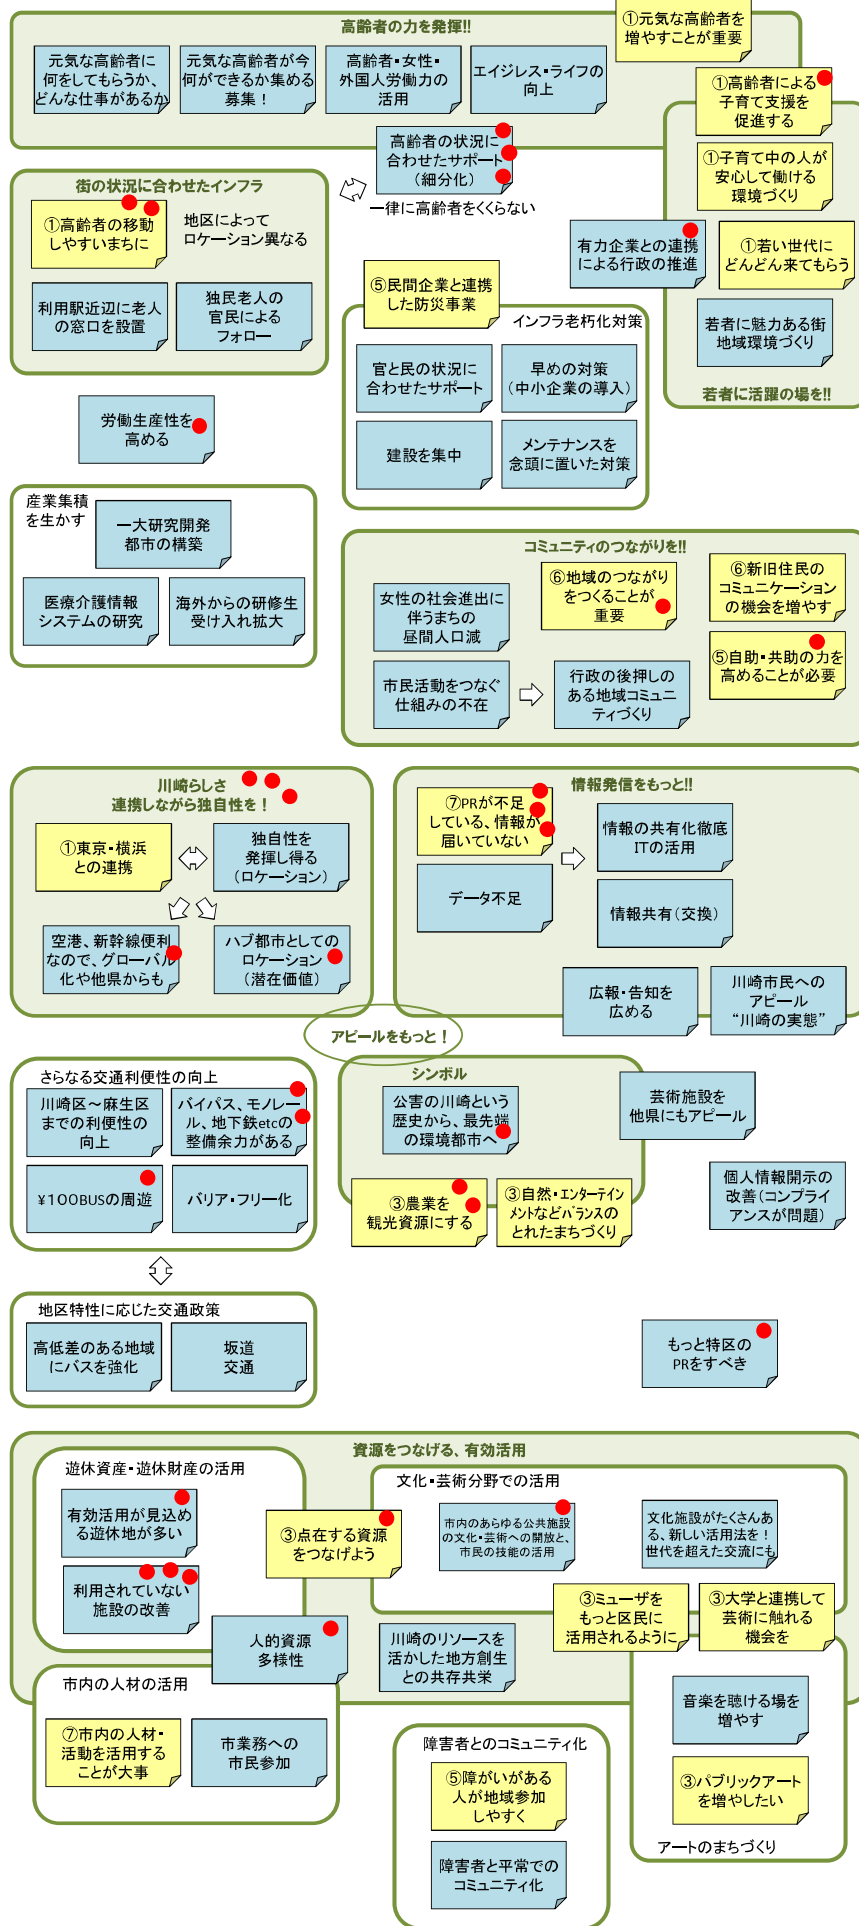 高齢者の力を発揮!!
①元気な高齢者を
増やすことが重要
元気な高齢者に
何をしてもらうか、
どんな仕事があるか
元気な高齢者が今
何ができるか集める
募集！
高齢者・女性・
外国人労働力の
活用
エイジレス・ライフの
向上
①高齢者による
子育て支援を
促進する
高齢者の状況に
合わせたサポート
（細分化）
一律に高齢者をくくらない
①子育て中の人が
安心して働ける
環境づくり
有力企業との連携
による行政の推進
①若い世代に
どんどん来てもらう
若者に魅力ある街
地域環境づくり
若者に活躍の場を!!
街の状況に合わせたインフラ
①高齢者の移動
しやすいまちに
地区によって
ロケーション異なる
利用駅近辺に老人
の窓口を設置
独民老人の
官民による
フォロー
⑤民間企業と連携
した防災事業
インフラ老朽化対策
官と民の状況に
合わせたサポート
早めの対策
（中小企業の導入）
建設を集中
メンテナンスを
念頭に置いた対策
労働生産性を
高める
産業集積
を生かす
一大研究開発
都市の構築
医療介護情報
システムの研究
海外からの研修生
受け入れ拡大
コミュニティのつながりを!!
女性の社会進出に
伴うまちの
昼間人口減
⑥地域のつながり
をつくることが
重要
⑥新旧住民の
コミュニケーション
の機会を増やす
市民活動をつなぐ
仕組みの不在
行政の後押しの
ある地域コミュニ
ティづくり
⑤自助・共助の力を
高めることが必要
川崎らしさ
連携しながら独自性を！
①東京・横浜
との連携
独自性を
発揮し得る
（ロケーション）
空港、新幹線便利
なので、グローバル
化や他県からも
ハブ都市としての
ロケーション
（潜在価値）
情報発信をもっと!!
⑦PRが不足
している、情報が
届いていない
情報の共有化徹底
ITの活用
データ不足
情報共有（交換）
広報・告知を
広める
川崎市民への
アピール
“川崎の実態”
アピールをもっと！
さらなる交通利便性の向上
川崎区～麻生区
までの利便性の
向上
バイパス、モノレー
ル、地下鉄etcの
整備余力がある
¥100BUSの周遊
バリア・フリー化
シンボル
公害の川崎という
歴史から、最先端
の環境都市へ
③農業を
観光資源にする
③自然・エンターテイン
メントなどバランスの
とれたまちづくり
芸術施設を
他県にもアピール
個人情報開示の
改善（コンプライ
アンスが問題）
地区特性に応じた交通政策
高低差のある地域
にバスを強化
坂道
交通
もっと特区の
PRをすべき
資源をつなげる、有効活用
遊休資産・遊休財産の活用
有効活用が見込め
る遊休地が多い
利用されていない
施設の改善
③点在する資源
をつなげよう
文化・芸術分野での活用
市内のあらゆる公共施設
の文化・芸術への開放と、
市民の技能の活用
文化施設がたくさんあ
る、新しい活用法を！
世代を超えた交流にも
③ミューザを
もっと区民に
活用されるように
③大学と連携して
芸術に触れる
機会を
人的資源
多様性
川崎のリソースを
活かした地方創生
との共存共栄
市内の人材の活用
⑦市内の人材・
活動を活用する
ことが大事
市業務への
市民参加
音楽を聴ける場を
増やす
③パブリックアート
を増やしたい
アートのまちづくり
障害者とのコミュニティ化
⑤障がいがある
人が地域参加
しやすく
障害者と平常での
コミュニティ化